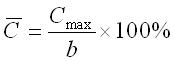 C̅ = C_max / b × 100%